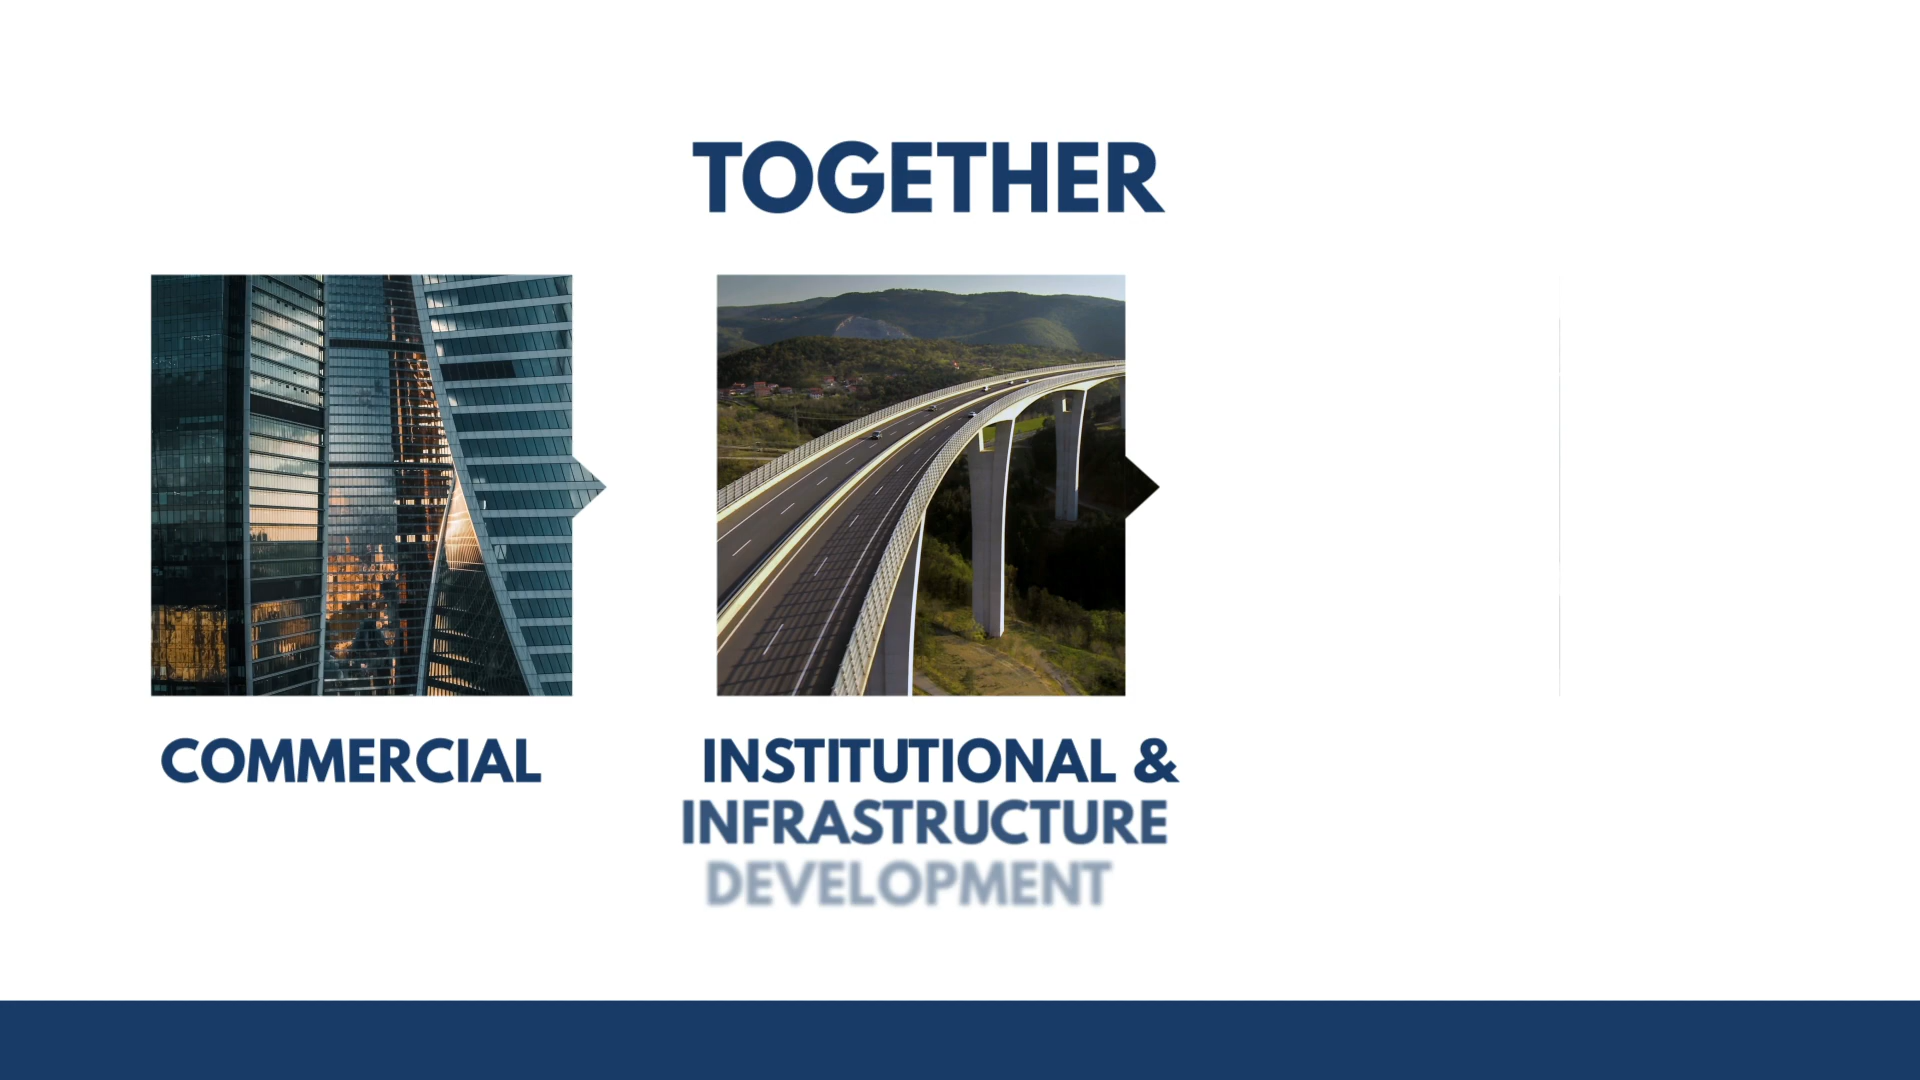 TOGETHER
COMMERCIAL
INSTITUTIONAL &
INFRASTRUCTURE
DEVELOPMENT